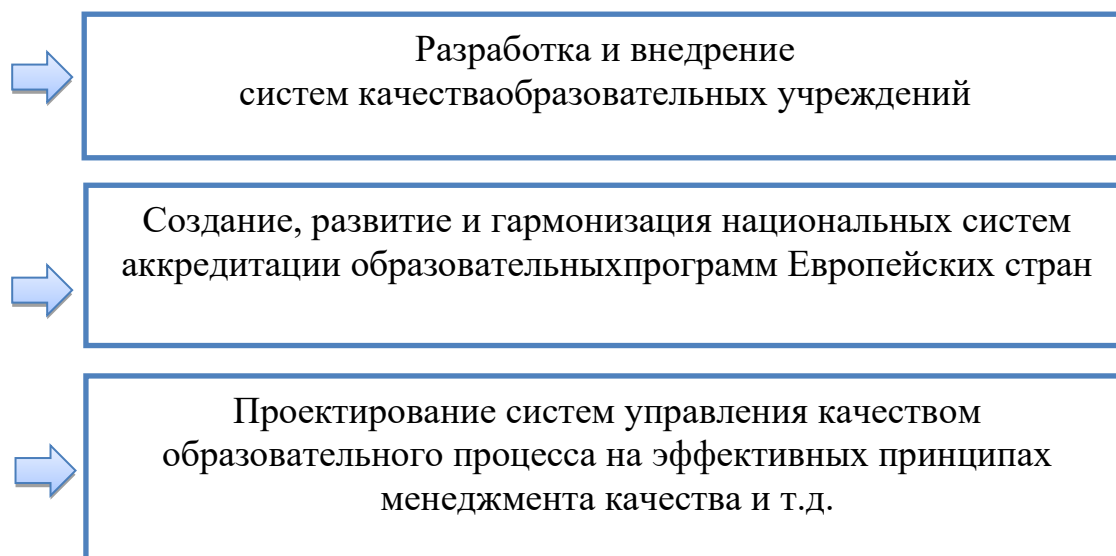 Разработка и внедрение
систем качестваобразовательных учреждений
Создание, развитие и гармонизация национальных систем
аккредитации образовательныхпрограмм Европейских стран
Проектирование систем управления качеством
образовательного процесса на эффективных принципах
менеджмента качества и т.д.